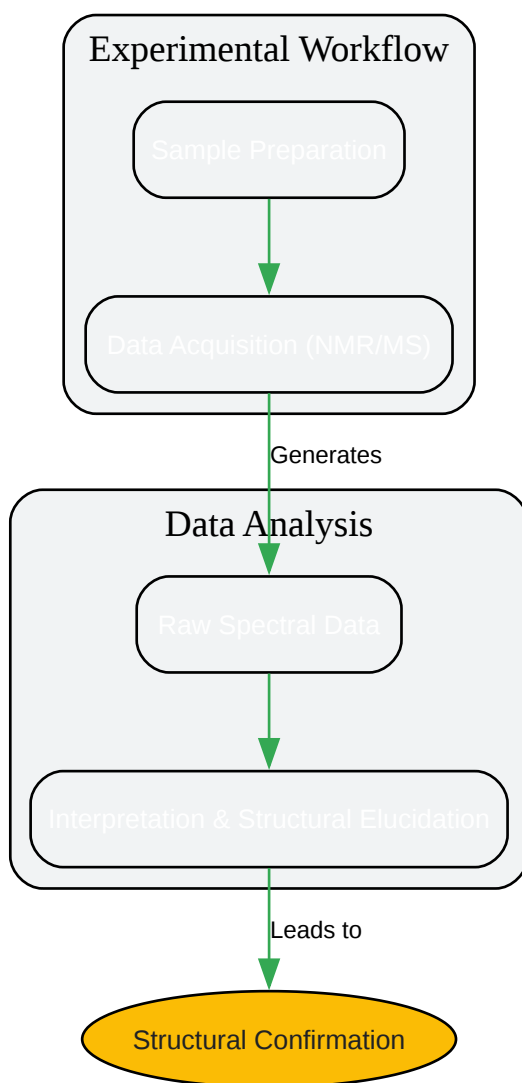 Experimental Workflow
Sample Preparation
Data Acquisition (NMR/MS)
Generates
Data Analysis
Raw Spectral Data
Interpretation & Structural Elucidation
Leads to
Structural Confirmation